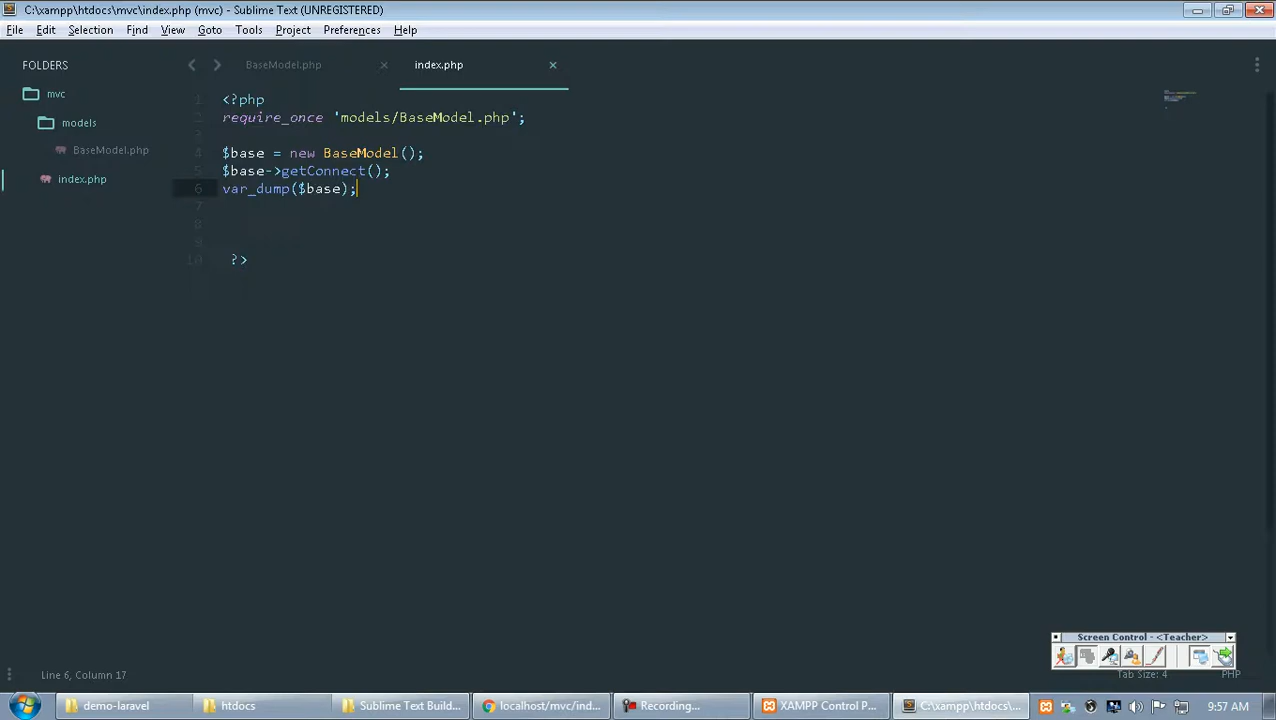 C:\xampp\htdocs\mvc\index.php (mvc) - Sublime Text (UNREGISTERED)
File Edit Selection Find View Goto Tools Project Preferences Help
FOLDERS
mvc
models
BaseModel.php
index.php
BaseModel.php × index.php ×
1 <?php
2 require_once 'models/BaseModel.php';
3
4 $base = new BaseModel();
5 $base->getConnect();
6 var_dump($base);
7
8
9
10 ?>
Screen Control - <Teacher>
Line 6, Column 17 Tab Size: 4 PHP
demo-laravel htdocs Sublime Text Build... localhost/mvc/ind... Recording... XAMPP Control P... C:\xampp\htdocs\... 9:57 AM